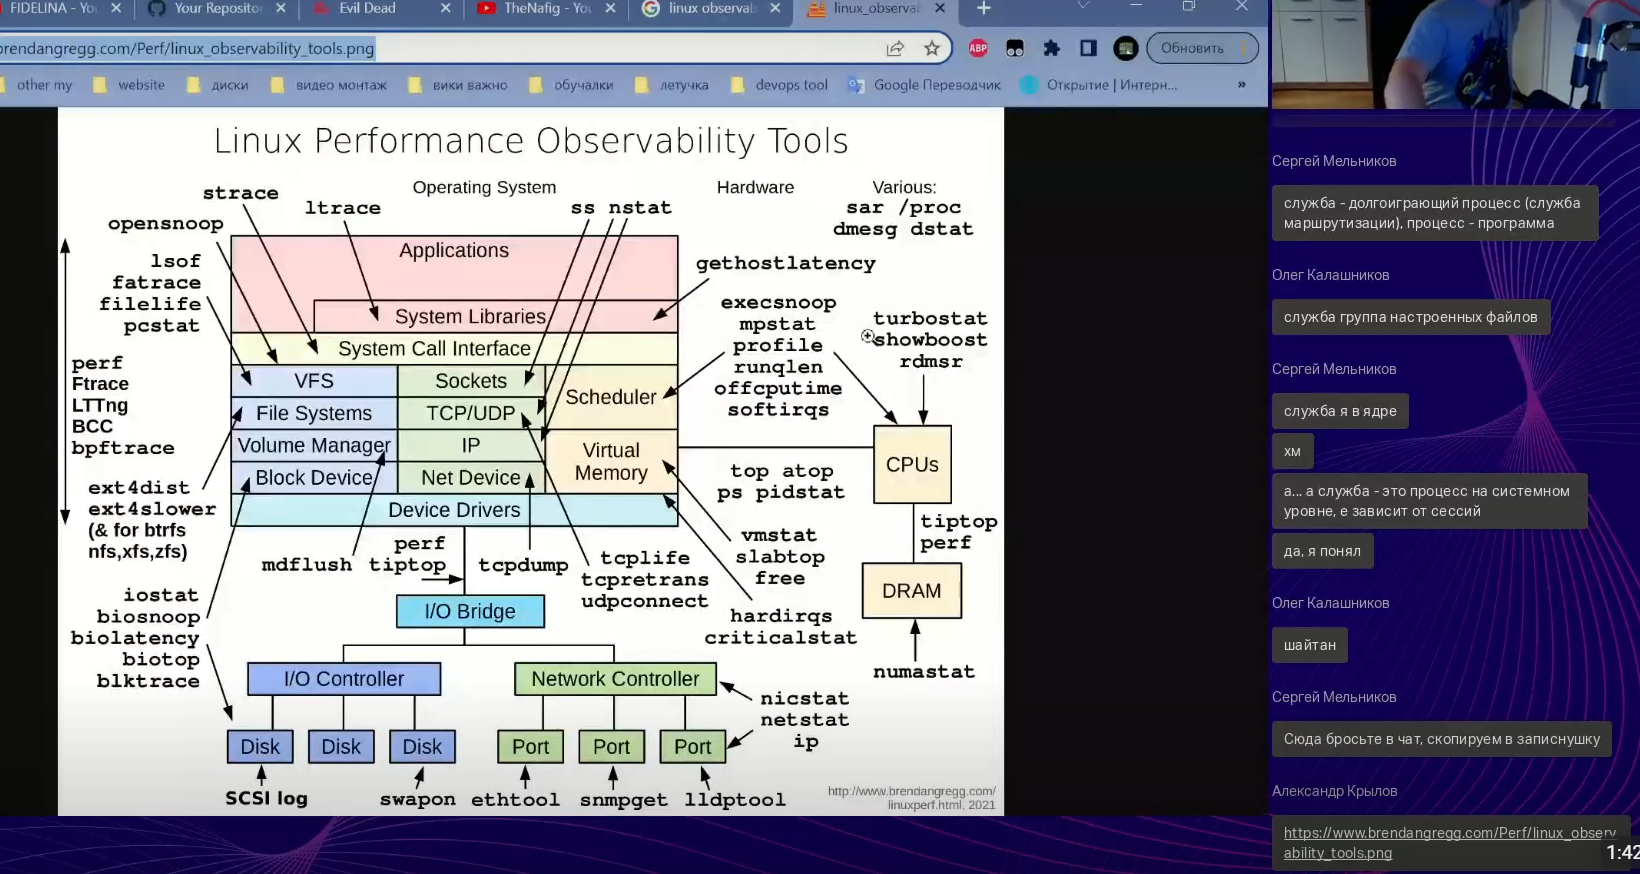 FIDELINA - Yo
Your Reposito
Evil Dead
TheNafig - Yo
linux observa
linux_observa
brendangregg.com/Perf/linux_observability_tools.png
ABP
Обновить
other my
website
диски
видео монтаж
вики важно
обучалки
летучка
devops tool
Google Переводчик
Открытие | Интерн...
»
Linux Performance Observability Tools
Operating System
Hardware
Various:
sar /proc
dmesg dstat
strace
ltrace
ss nstat
opensnoop
lsof
fatrace
filelife
pcstat
perf
Ftrace
LTTng
BCC
bpftrace
ext4dist
ext4slower
(& for btrfs
nfs,xfs,zfs)
iostat
biosnoop
biolatency
biotop
blktrace
Applications
System Libraries
System Call Interface
VFS
Sockets
Scheduler
File Systems
TCP/UDP
Volume Manager
IP
Virtual
Memory
Block Device
Net Device
Device Drivers
gethostlatency
execsnoop
mpstat
profile
runqlen
offcputime
softirqs
turbostat
showboost
rdmsr
CPUs
top atop
ps pidstat
tiptop
perf
DRAM
numastat
vmstat
slabtop
free
hardirqs
criticalstat
mdflush
perf
tiptop
tcpdump
tcplife
tcpretrans
udpconnect
I/O Bridge
I/O Controller
Network Controller
nicstat
netstat
ip
Disk
Disk
Disk
Port
Port
Port
SCSI log
swapon
ethtool
snmpget
lldptool
http://www.brendangregg.com/
linuxperf.html, 2021
Сергей Мельников
служба - долгоиграющий процесс (служба
маршрутизации), процесс - программа
Олег Калашников
служба группа настроенных файлов
Сергей Мельников
служба я в ядре
хм
а... а служба - это процесс на системном
уровне, е зависит от сессий
да, я понял
Олег Калашников
шайтан
Сергей Мельников
Сюда бросьте в чат, скопируем в записнушку
Александр Крылов
https://www.brendangregg.com/Perf/linux_observ
ability_tools.png
1:42